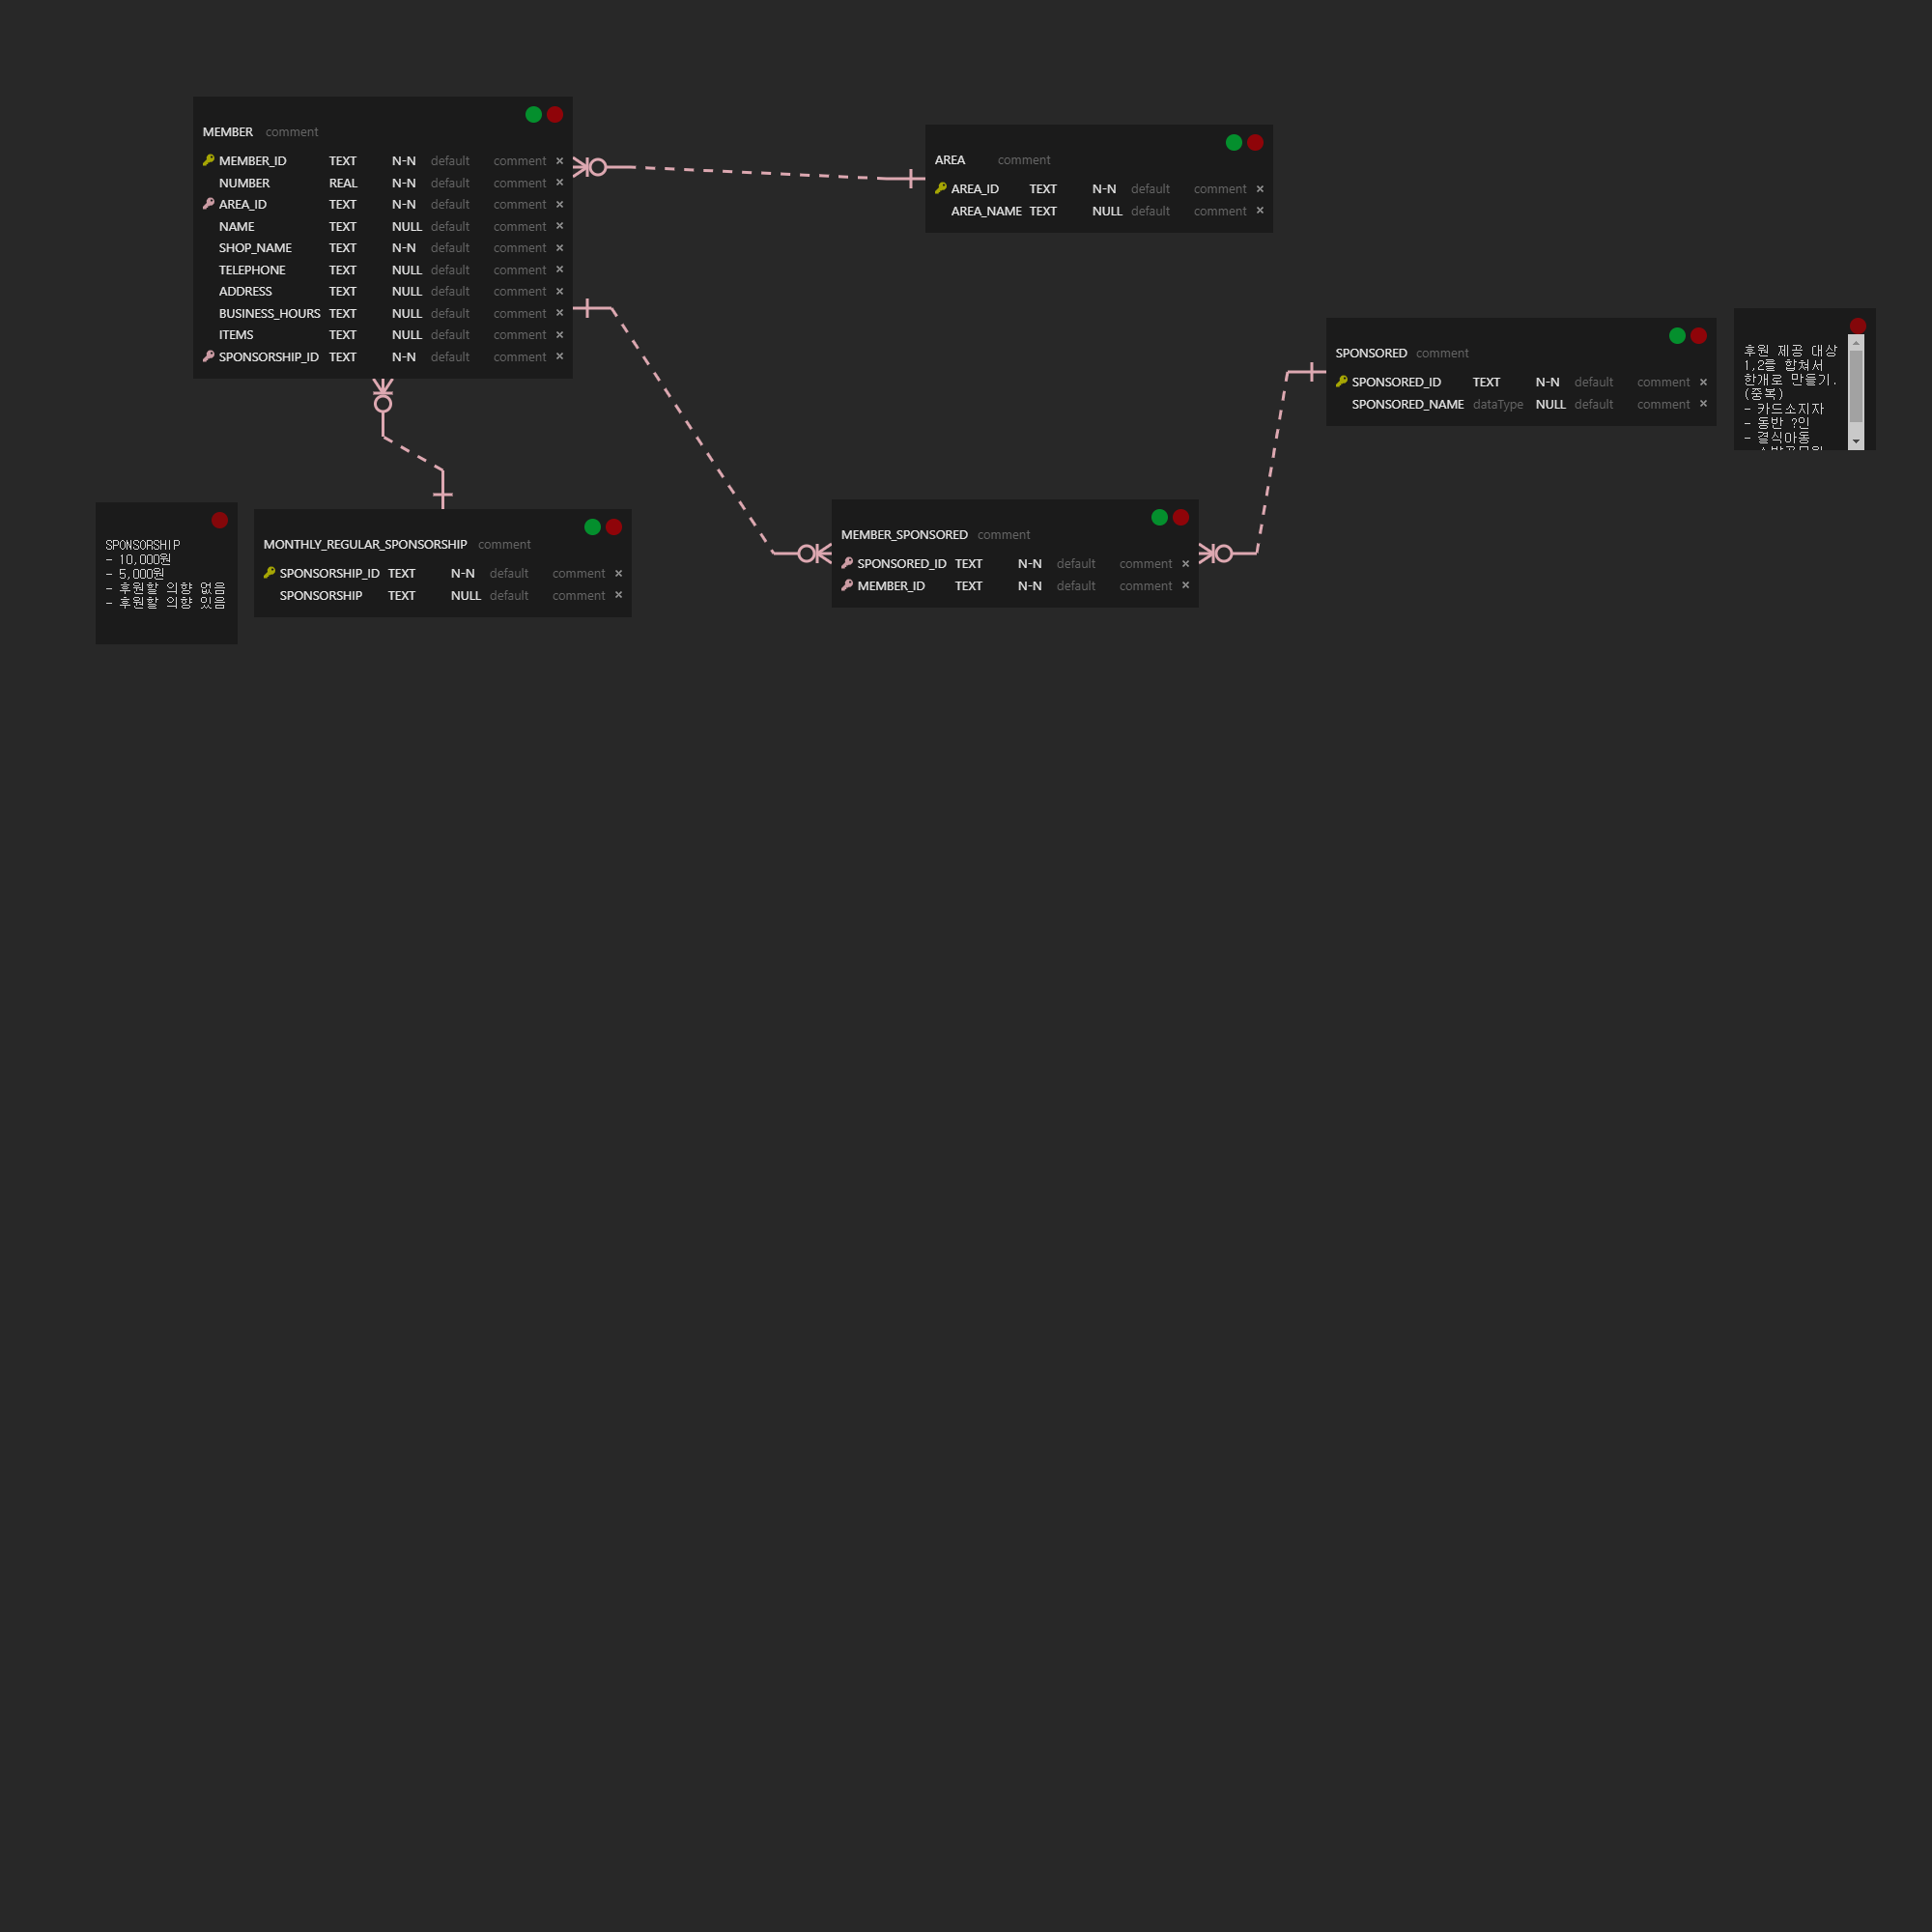 MEMBER comment
MEMBER_ID TEXT N-N default comment ×
NUMBER REAL N-N default comment ×
AREA_ID TEXT N-N default comment ×
NAME TEXT NULL default comment ×
SHOP_NAME TEXT N-N default comment ×
TELEPHONE TEXT NULL default comment ×
ADDRESS TEXT NULL default comment ×
BUSINESS_HOURS TEXT NULL default comment ×
ITEMS TEXT NULL default comment ×
SPONSORSHIP_ID TEXT N-N default comment ×
AREA comment
AREA_ID TEXT N-N default comment ×
AREA_NAME TEXT NULL default comment ×
SPONSORED comment
SPONSORED_ID TEXT N-N default comment ×
SPONSORED_NAME dataType NULL default comment ×
후원 제공 대상
1,2를 합쳐서
한개로 만들기.
(중복)
- 카드소지자
- 동반 ?인
- 결식아동
SPONSORSHIP
- 10,000원
- 5,000원
- 후원할 의향 없음
- 후원할 의향 있음
MONTHLY_REGULAR_SPONSORSHIP comment
SPONSORSHIP_ID TEXT N-N default comment ×
SPONSORSHIP TEXT NULL default comment ×
MEMBER_SPONSORED comment
SPONSORED_ID TEXT N-N default comment ×
MEMBER_ID TEXT N-N default comment ×